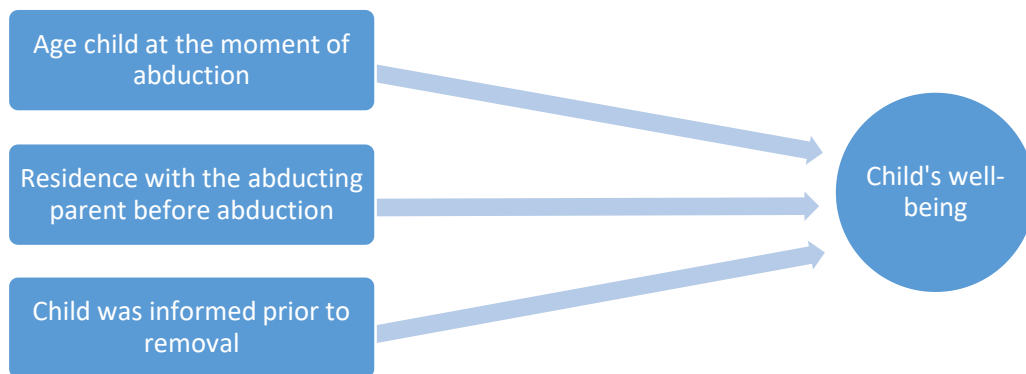 Age child at the moment of
abduction
Residence with the abducting
parent before abduction
Child was informed prior to
removal
Child's well-
being